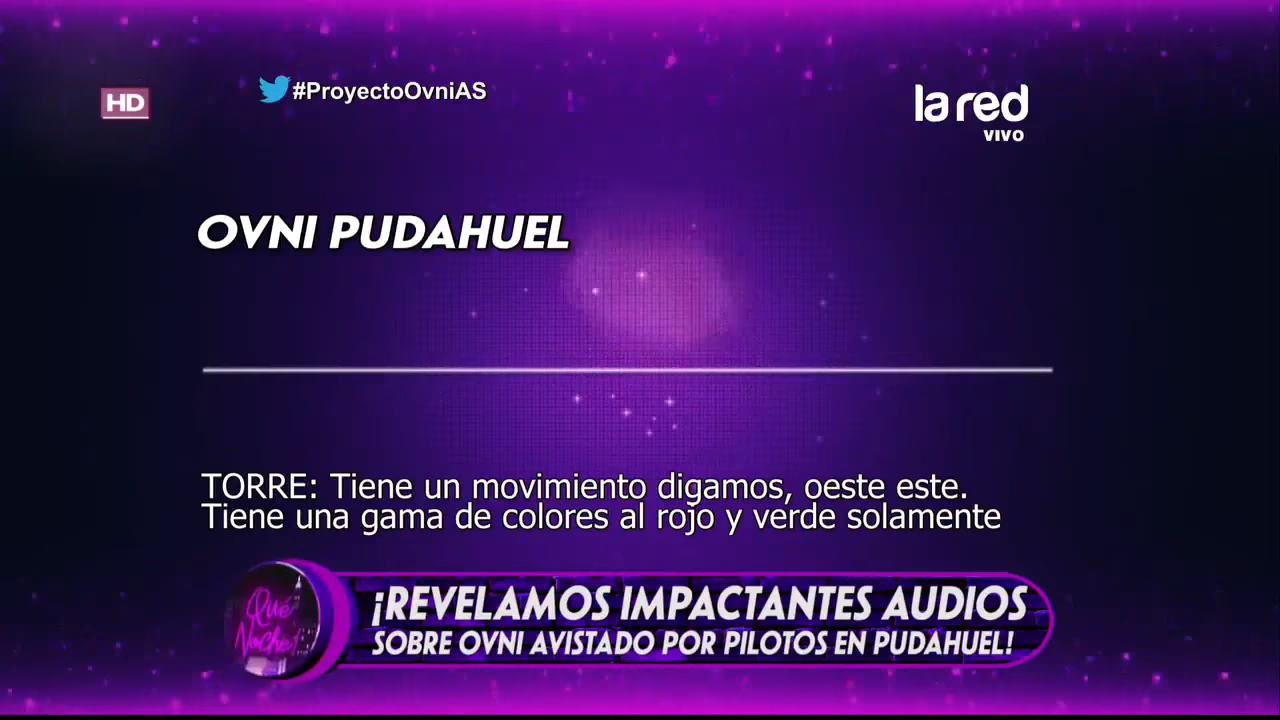 HD
#ProyectoOvniAS
la red
VIVO
OVNI PUDAHUEL
TORRE: Tiene un movimiento digamos, oeste este.
Tiene una gama de colores al rojo y verde solamente
Qué
Noche!
¡REVELAMOS IMPACTANTES AUDIOS
SOBRE OVNI AVISTADO POR PILOTOS EN PUDAHUEL!